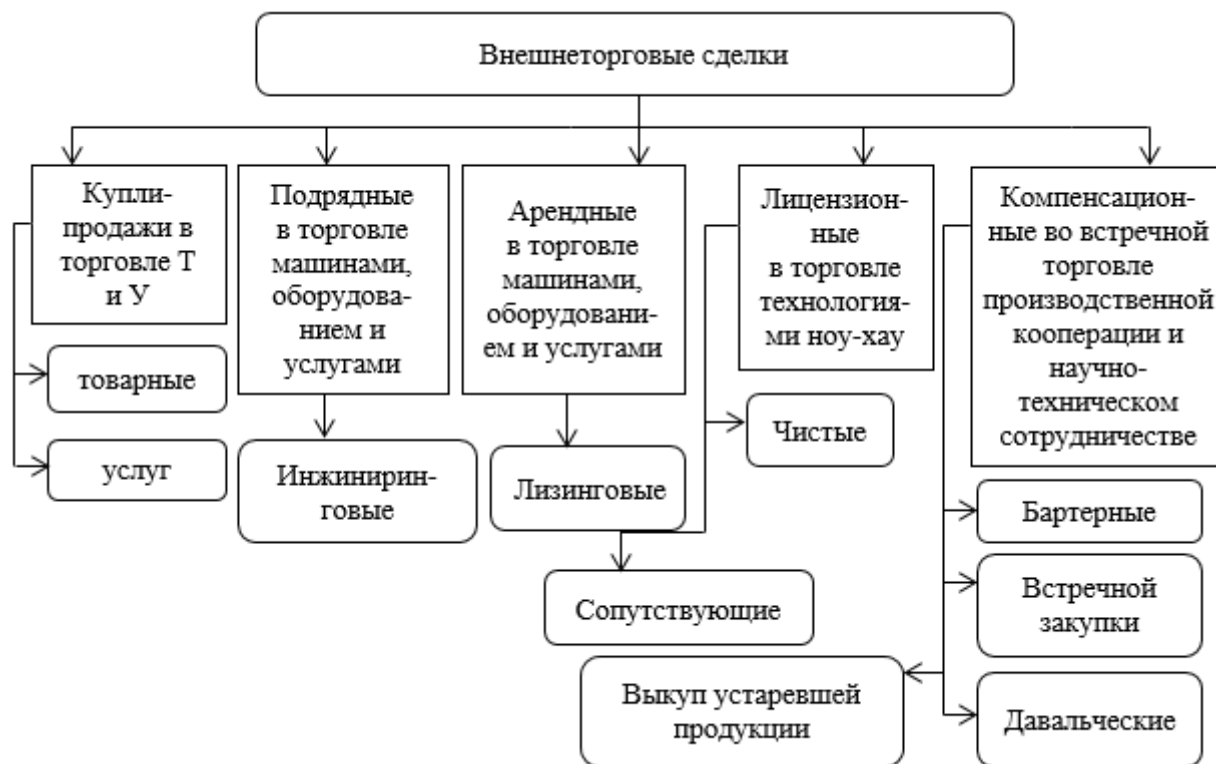 Внешнеторговые сделки
Купли-
продажи в
торговле Т
и У
Подрядные
в торговле
машинами,
оборудова-
нием и
услугами
Арендные
в торговле
машинами,
оборудовани-
ем и услугами
Лицензион-
ные
в торговле
технология-
ми ноу-хау
Компенсацион-
ные во встречной
торговле
производственной
кооперации и
научно-
техническом
сотрудничестве
товарные
услуг
Инжиниринг-
говые
Лизинговые
Чистые
Сопутствующие
Бартерные
Встречной
закупки
Выкуп устаревшей
продукции
Давальческие